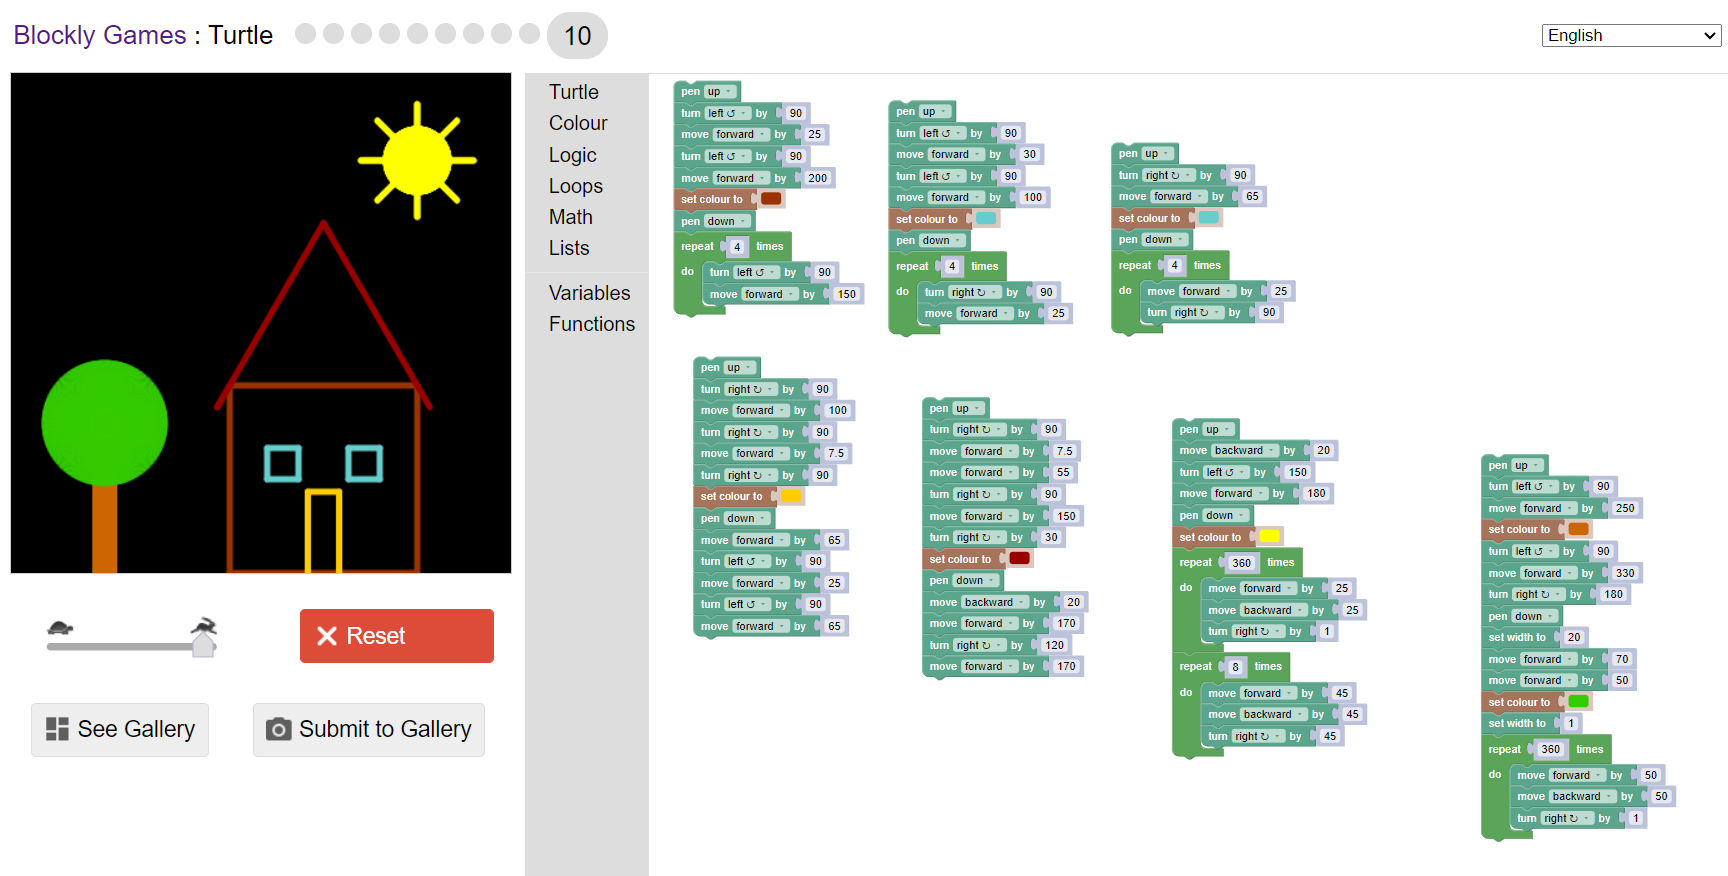 Blockly Games : Turtle
10
English
Reset
See Gallery
Submit to Gallery
Turtle
Colour
Logic
Loops
Math
Lists
Variables
Functions
pen up
turn left ↺ by 90
move forward by 25
turn left ↺ by 90
move forward by 200
set colour to
pen down
repeat 4 times
do turn left ↺ by 90
move forward by 150
pen up
turn left ↺ by 90
move forward by 30
turn left ↺ by 90
move forward by 100
set colour to
pen down
repeat 4 times
do turn right ↻ by 90
move forward by 25
pen up
turn right ↻ by 90
move forward by 65
set colour to
pen down
repeat 4 times
do move forward by 25
turn right ↻ by 90
pen up
turn right ↻ by 90
move forward by 100
turn right ↻ by 90
move forward by 7.5
turn right ↻ by 90
set colour to
pen down
move forward by 65
turn left ↺ by 90
move forward by 25
turn left ↺ by 90
move forward by 65
pen up
turn right ↻ by 90
move forward by 7.5
move forward by 55
turn right ↻ by 90
move forward by 150
turn right ↻ by 30
set colour to
pen down
move backward by 20
move forward by 170
turn right ↻ by 120
move forward by 170
pen up
move backward by 20
turn left ↺ by 150
move forward by 180
pen down
set colour to
repeat 360 times
do move forward by 25
move backward by 25
turn right ↻ by 1
repeat 8 times
do move forward by 45
move backward by 45
turn right ↻ by 45
pen up
turn left ↺ by 90
move forward by 250
set colour to
turn left ↺ by 90
move forward by 330
turn right ↻ by 180
pen down
set width to 20
move forward by 70
move forward by 50
set colour to
set width to 1
repeat 360 times
do move forward by 50
move backward by 50
turn right ↻ by 1